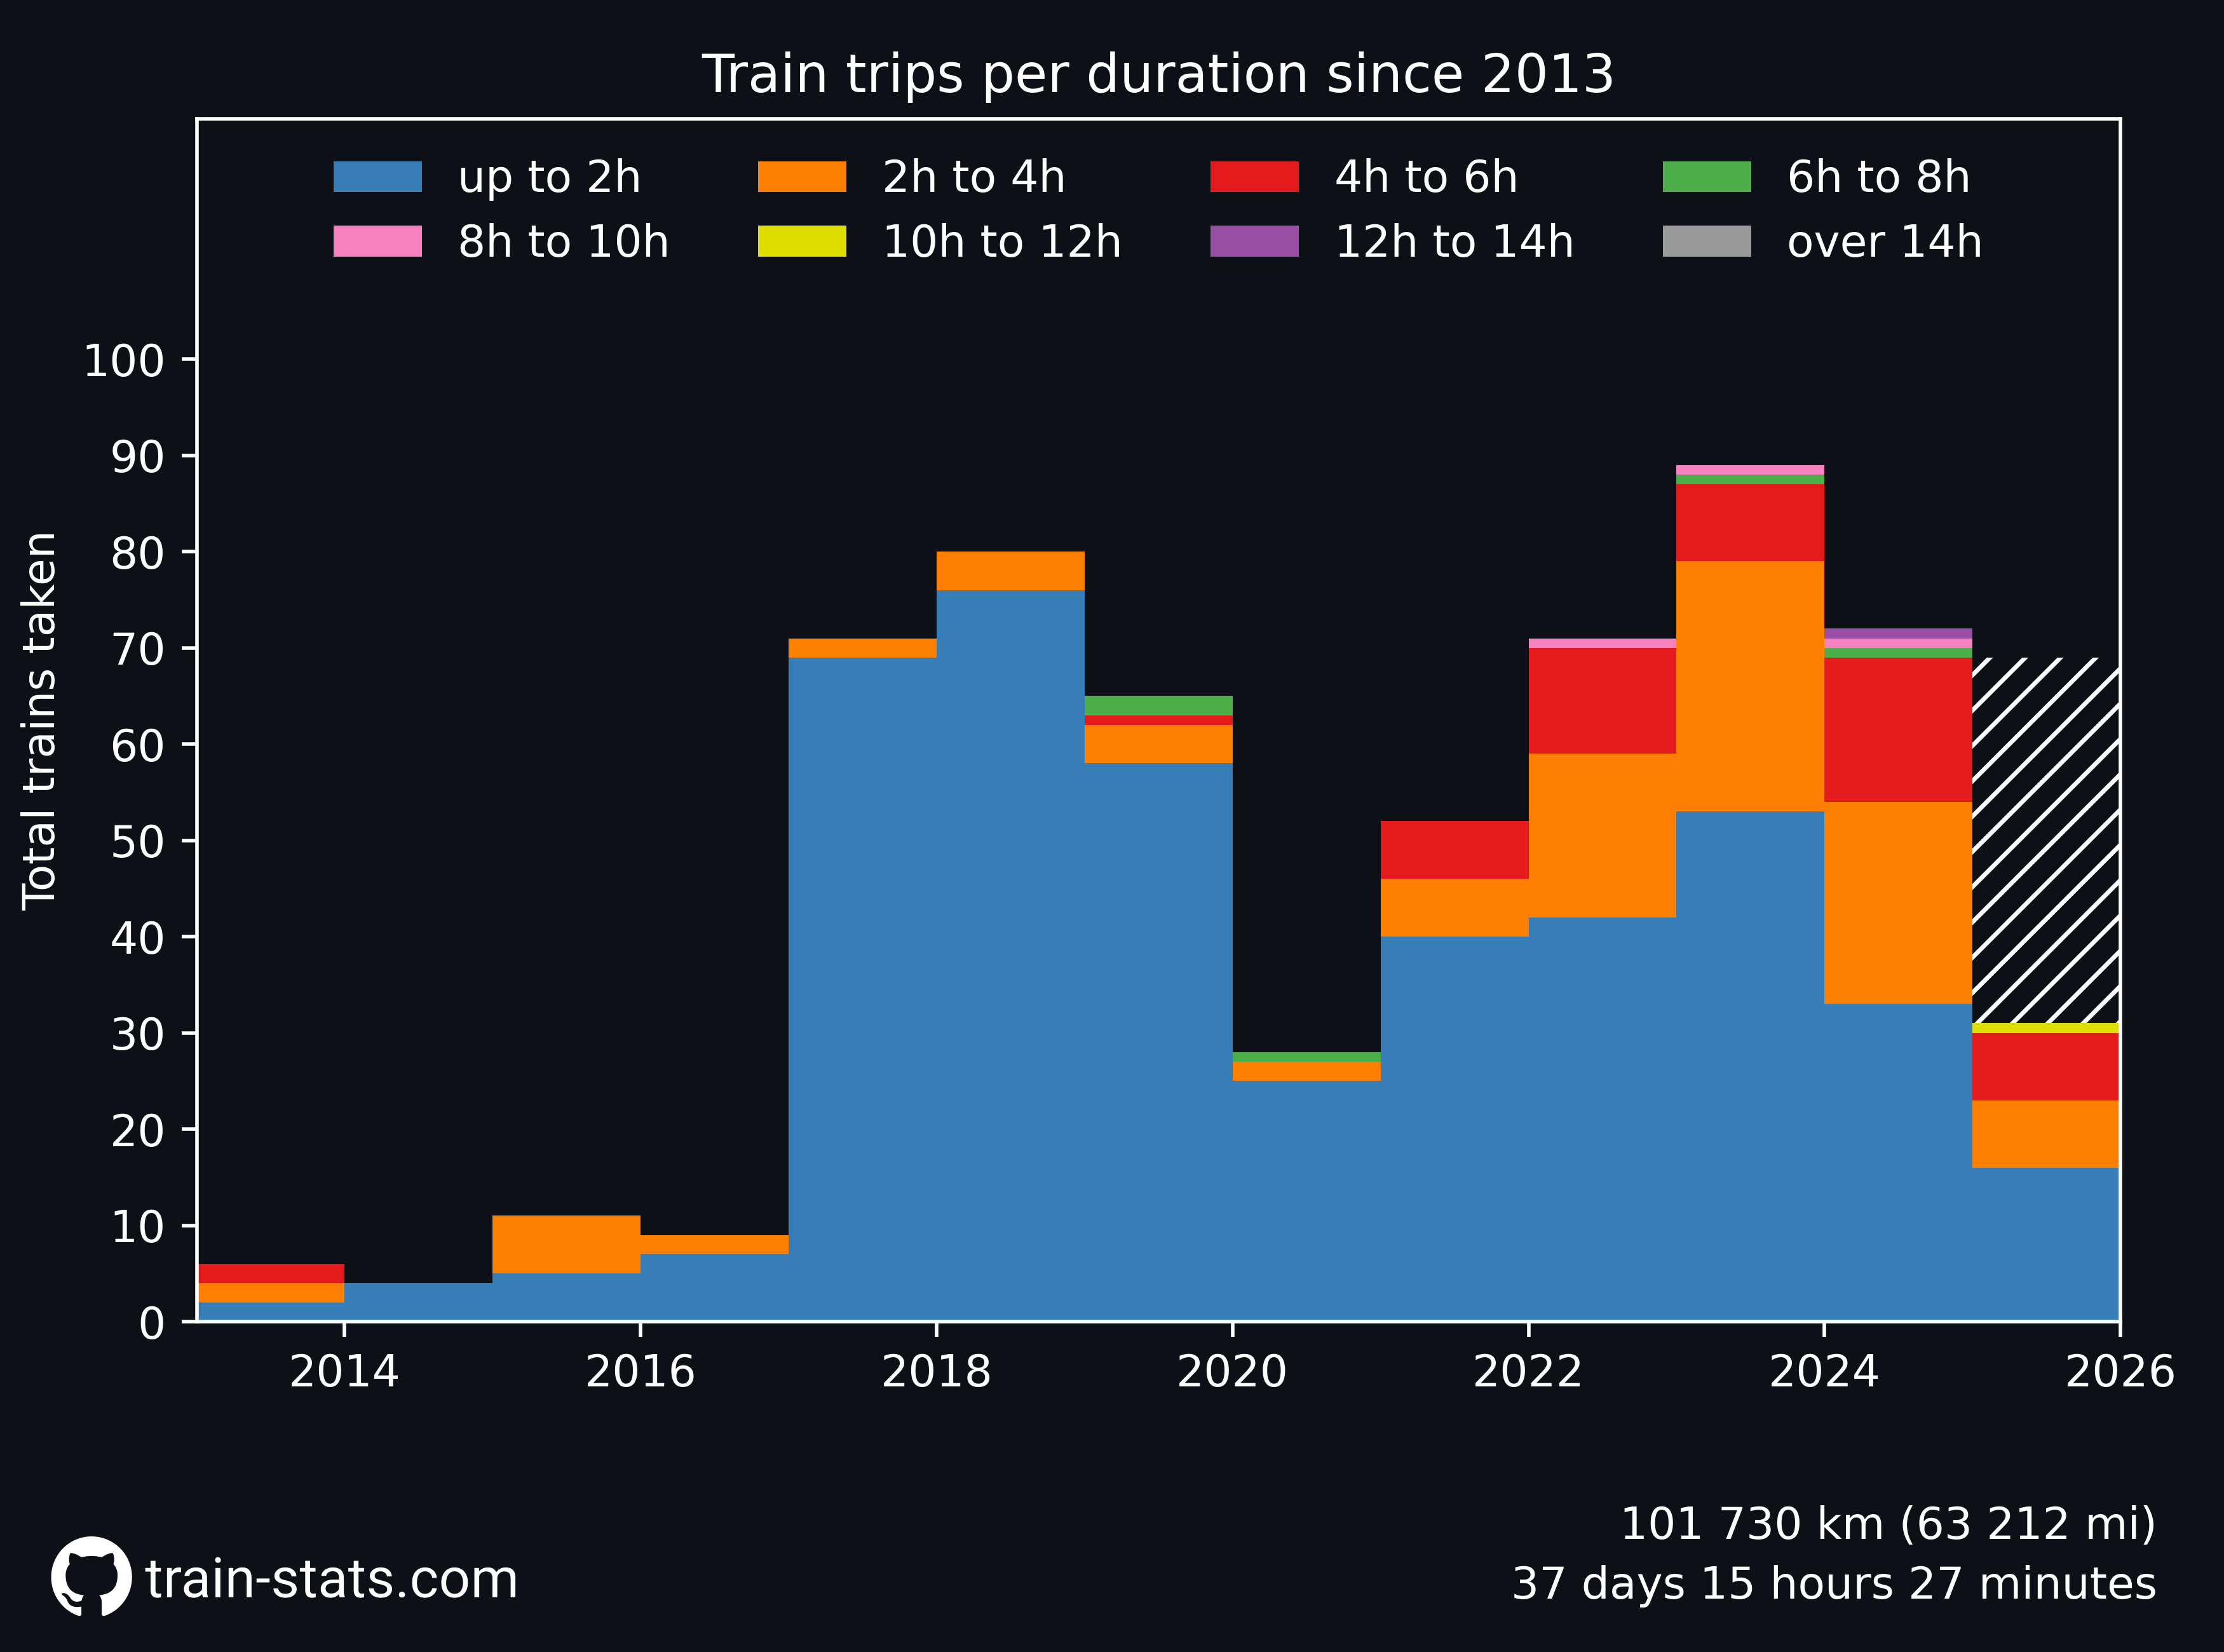 Train trips per duration since 2013
up to 2h
2h to 4h
4h to 6h
6h to 8h
8h to 10h
10h to 12h
12h to 14h
over 14h
Total trains taken
100
90
80
70
60
50
40
30
20
10
0
2014
2016
2018
2020
2022
2024
2026
101 730 km (63 212 mi)
37 days 15 hours 27 minutes
train-stats.com